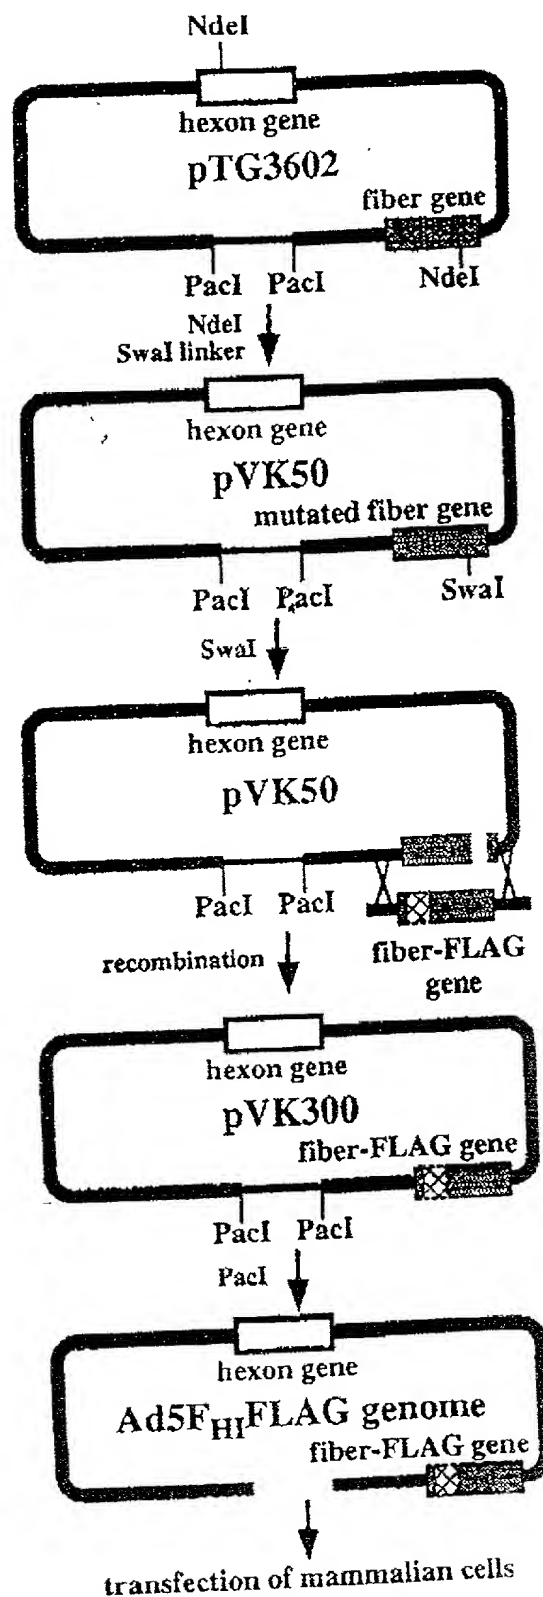 NdeI
hexon gene
pTG3602
fiber gene
PacI PacI NdeI
NdeI
SwaI linker
hexon gene
pVK50
mutated fiber gene
PacI PacI SwaI
SwaI
hexon gene
pVK50
PacI PacI
recombination
fiber-FLAG
gene
hexon gene
pVK300
fiber-FLAG gene
PacI PacI
PacI
hexon gene
Ad5FHIFLAG genome
fiber-FLAG gene
transfection of mammalian cells